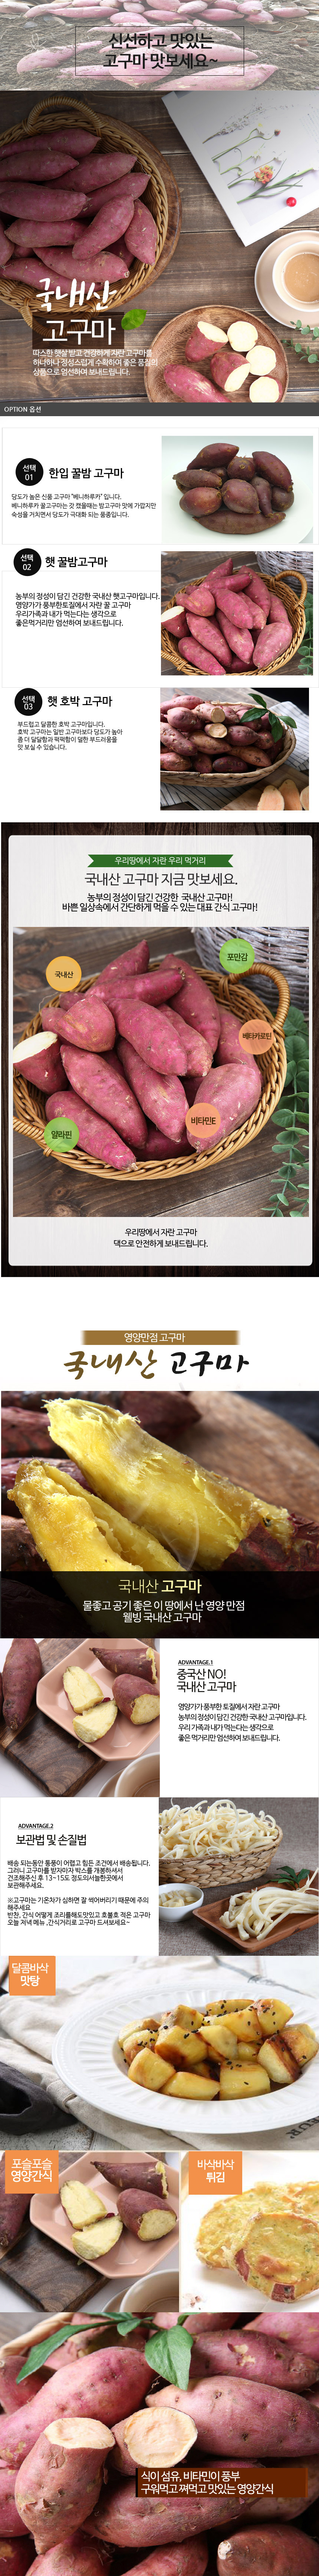 신선하고 맛있는
고구마 맛보세요~
국내산
고구마
따스한 햇살 받고 건강하게 자란 고구마를
하나하나 정성스럽게 수확하여 좋은 품질의
상품으로 엄선하여 보내드립니다.
OPTION 옵션
선택
01
한입 꿀밤 고구마
당도가 높은 신품 고구마 "베니하루카" 입니다.
베니하루카 꿀고구마는 갓 캤을때는 밤고구마 맛에 가깝지만
숙성을 거치면서 당도가 극대화 되는 품종입니다.
선택
02
햇 꿀밤고구마
농부의 정성이 담긴 건강한 국내산 햇고구마입니다.
영양가가 풍부한토질에서 자란 꿀 고구마
우리가족과 내가 먹는다는 생각으로
좋은먹거리만 엄선하여 보내드립니다.
선택
03
햇 호박 고구마
부드럽고 달콤한 호박 고구마입니다.
호박 고구마는 일반 고구마보다 당도가 높아
좀 더 달달함과 퍽퍽함이 덜한 부드러움을
맛 보실 수 있습니다.
우리땅에서 자란 우리 먹거리
국내산 고구마 지금 맛보세요.
농부의 정성이 담긴 건강한 국내산 고구마!
바쁜 일상속에서 간단하게 먹을 수 있는 대표 간식 고구마!
국내산
포만감
베타카로틴
비타민E
얄라핀
우리땅에서 자란 고구마
댁으로 안전하게 보내드립니다.
영양만점 고구마
국내산 고구마
국내산 고구마
물좋고 공기 좋은 이 땅에서 난 영양 만점
웰빙 국내산 고구마
ADVANTAGE.1
중국산 NO!
국내산 고구마
영양가가 풍부한 토질에서 자란 고구마
농부의 정성이 담긴 건강한 국내산 고구마입니다.
우리 가족과 내가 먹는다는 생각으로
좋은 먹거리만 엄선하여 보내드립니다.
ADVANTAGE.2
보관법 및 손질법
배송 되는동안 통풍이 어렵고 힘든 조건에서 배송됩니다.
그러니 고구마를 받자마자 박스를 개봉하셔서
건조해주신 후 13~15도 정도의서늘한곳에서
보관해주세요.
※고구마는 기온차가 심하면 잘 썩어버리기 때문에 주의
해주세요
반찬, 간식 어떻게 조리를해도맛있고 호불호 적은 고구마
오늘 저녁 메뉴 ,간식거리로 고구마 드셔보세요~
달콤바삭
맛탕
포슬포슬
영양간식
바삭바삭
튀김
식이 섬유, 비타민이 풍부
구워먹고 쪄먹고 맛있는 영양간식